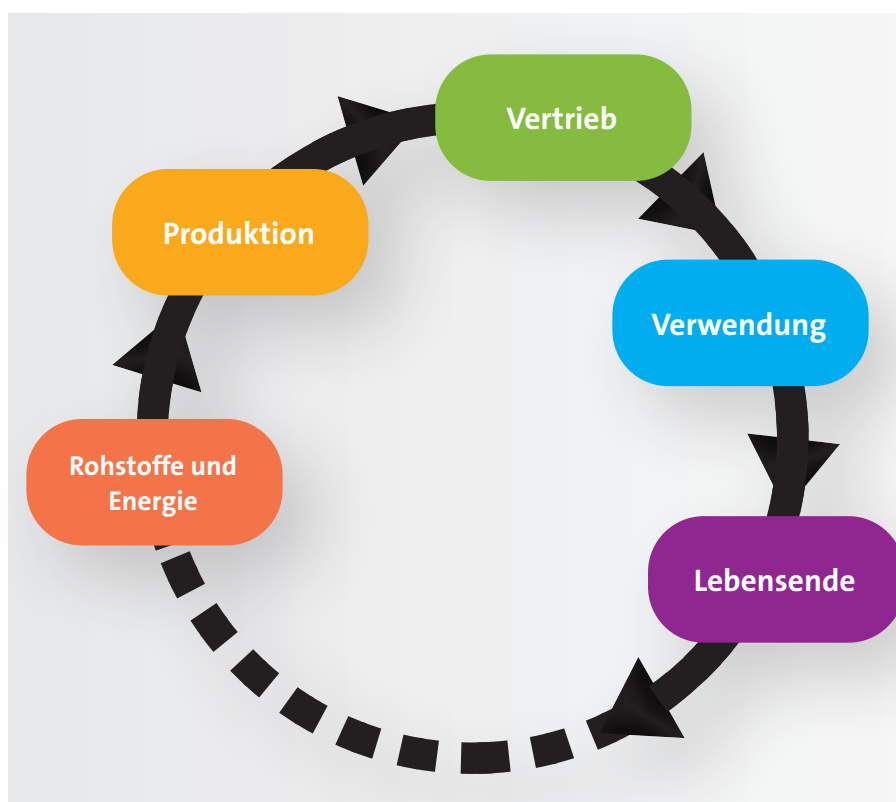 Vertrieb
Produktion
Verwendung
Rohstoffe und
Energie
Lebensende